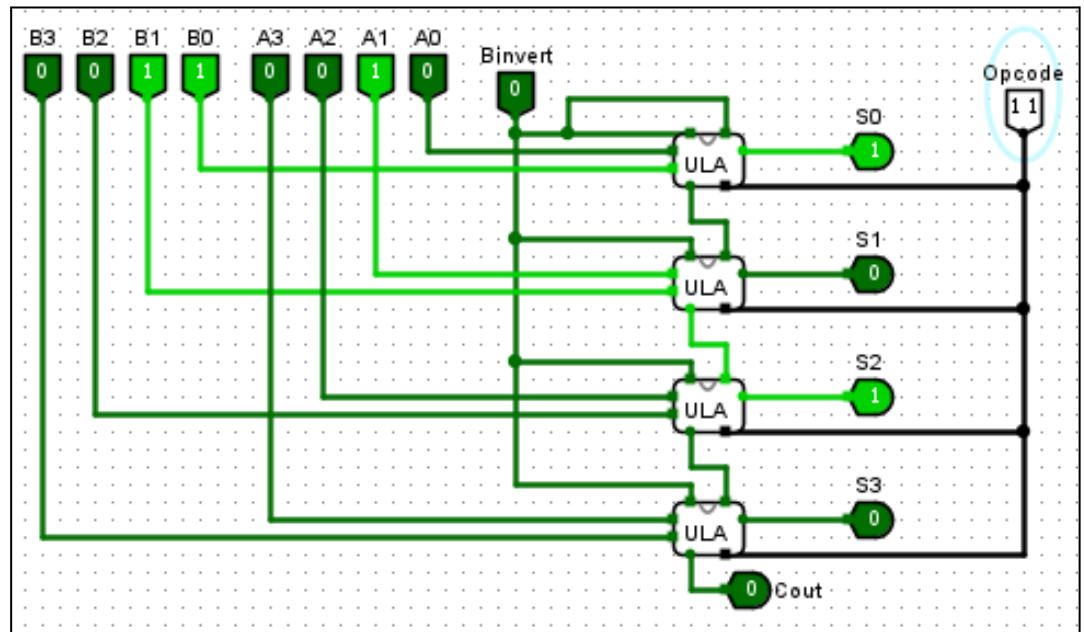 B3 B2 B1 B0 A3 A2 A1 A0
0 0 1 1 0 0 1 0
Binvert
0
Opcode
1 1
S0
ULA 1
S1
ULA 0
S2
ULA 1
S3
ULA 0
0 Cout